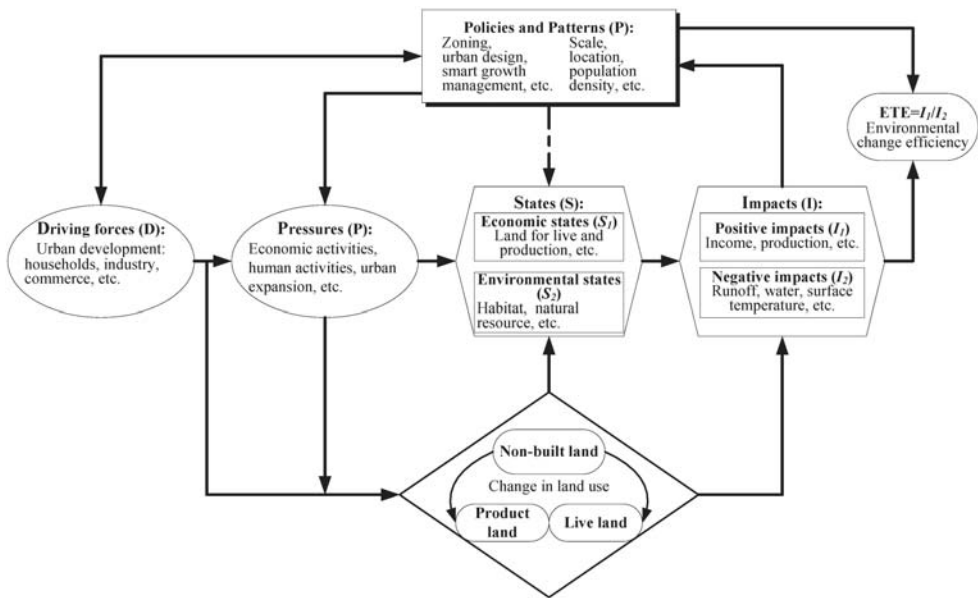 Policies and Patterns (P):
Zoning,
urban design,
smart growth
management, etc.
Scale,
location,
population
density, etc.
ETE=I₁/I₂
Environmental
change efficiency
Driving forces (D)
Urban development:
households, industry,
commerce, etc.
Pressures (P):
Economic activities,
human activities, urban
expansion, etc.
States (S):
Economic states (S₁)
Land for live and
production, etc.
Environmental states
(S₂)
Habitat, natural
resource, etc.
Impacts (I):
Positive impacts (I₁)
Income, production, etc.
Negative impacts (I₂)
Runoff, water, surface
temperature, etc.
Non-built land
Change in land use
Product
land
Live land